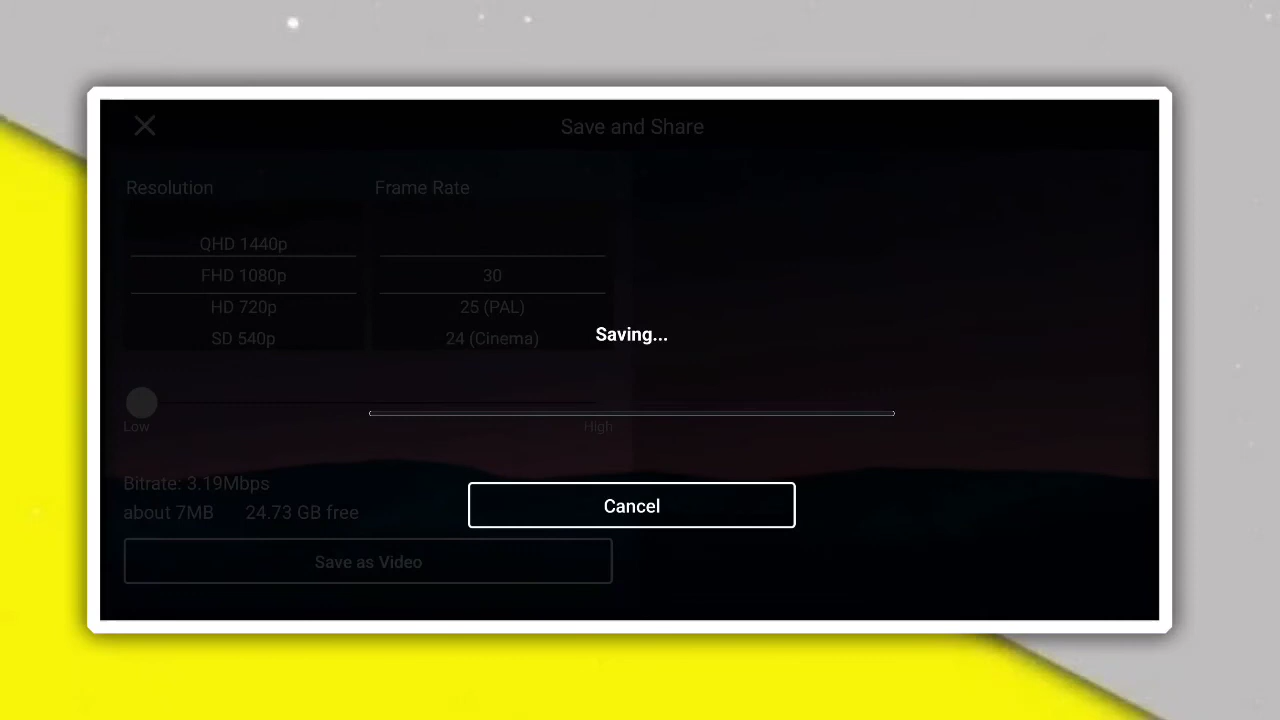 Save and Share
Resolution Frame Rate
QHD 1440p
FHD 1080p 30
HD 720p 25 (PAL)
SD 540p 24 (Cinema)
Saving...
Low High
Bitrate: 3.19Mbps
about 7MB 24.73 GB free
Cancel
Save as Video